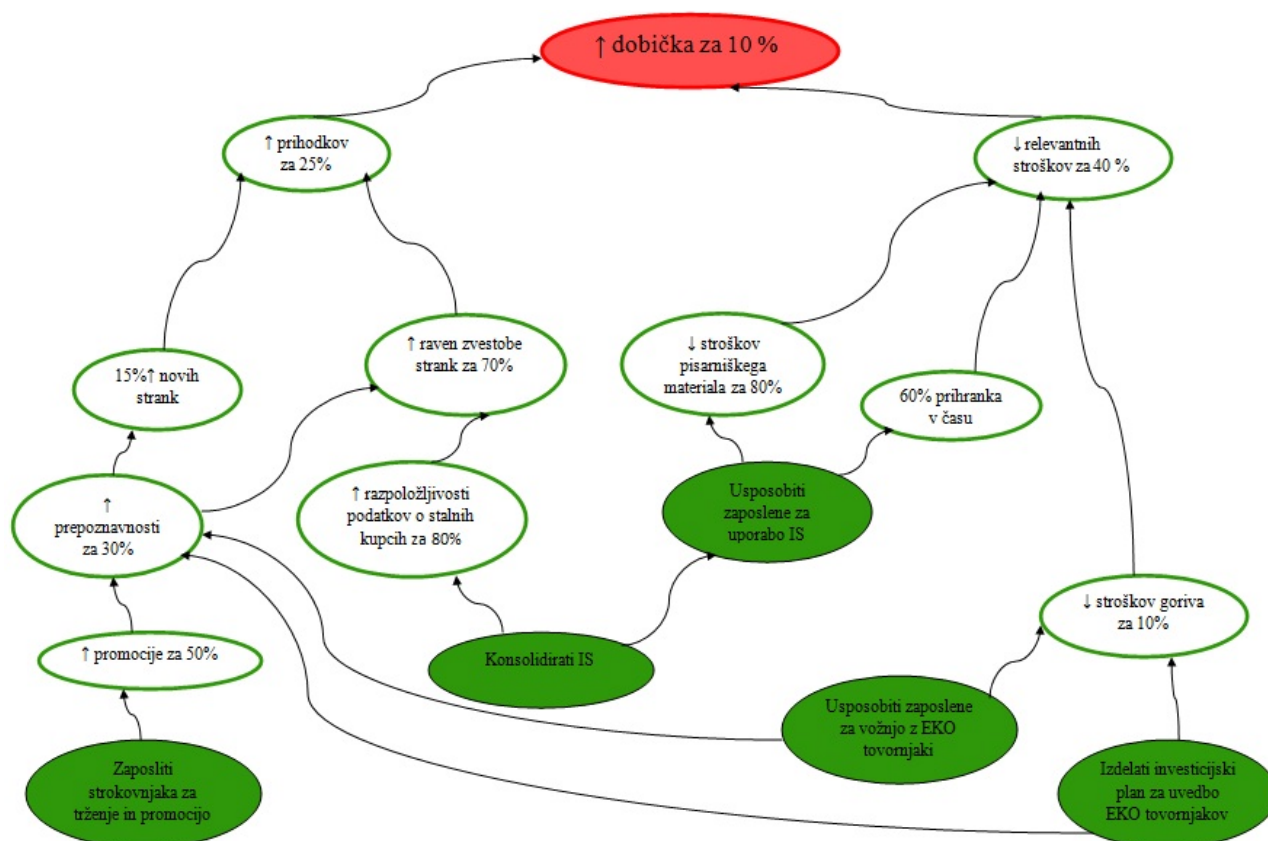 ↑ dobička za 10 %
↑ prihodkov
za 25%
↓ relevantnih
stroškov za 40 %
↑ raven zvestobe
strank za 70%
↓ stroškov
pisarniškega
materiala za 80%
15%↑ novih
strank
60% prihranka
v času
↑
prepoznavnosti
za 30%
↑ razpoložljivosti
podatkov o stalnih
kupcih za 80%
Usposobiti
zaposlene za
uporabo IS
↓ stroškov goriva
za 10%
↑ promocije za 50%
Konsolidirati IS
Usposobiti zaposlene
za vožnjo z EKO
tovornjaki
Zaposliti
strokovnjaka za
trženje in promocijo
Izdelati investicijski
plan za uvedbo
EKO tovornjakov